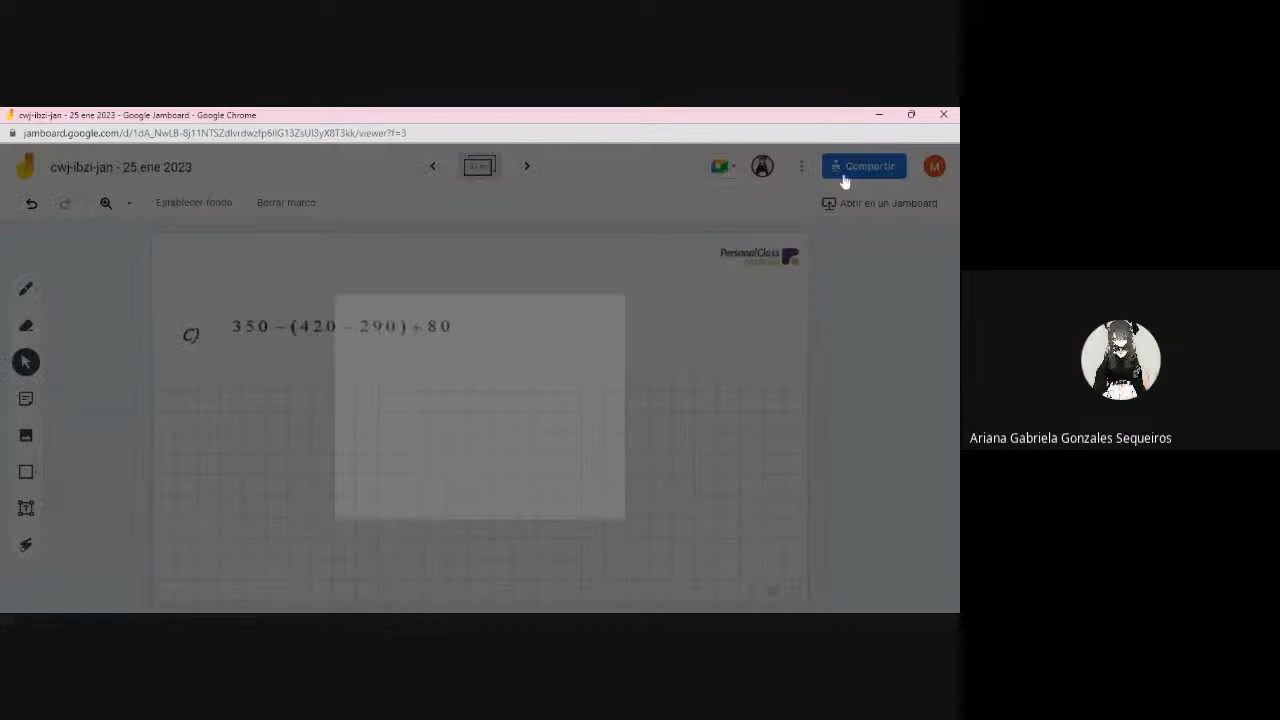 cwj-ibzi-jan - 25 ene 2023 - Google Jamboard - Google Chrome
cwj-ibzi-jan - 25 ene 2023
Compartir
M
Establecer fondo
Borrar marco
Abrir en un Jamboard
PersonalClass
C) 350 - (420 - 290) + 80
Ariana Gabriela Gonzales Sequeiros